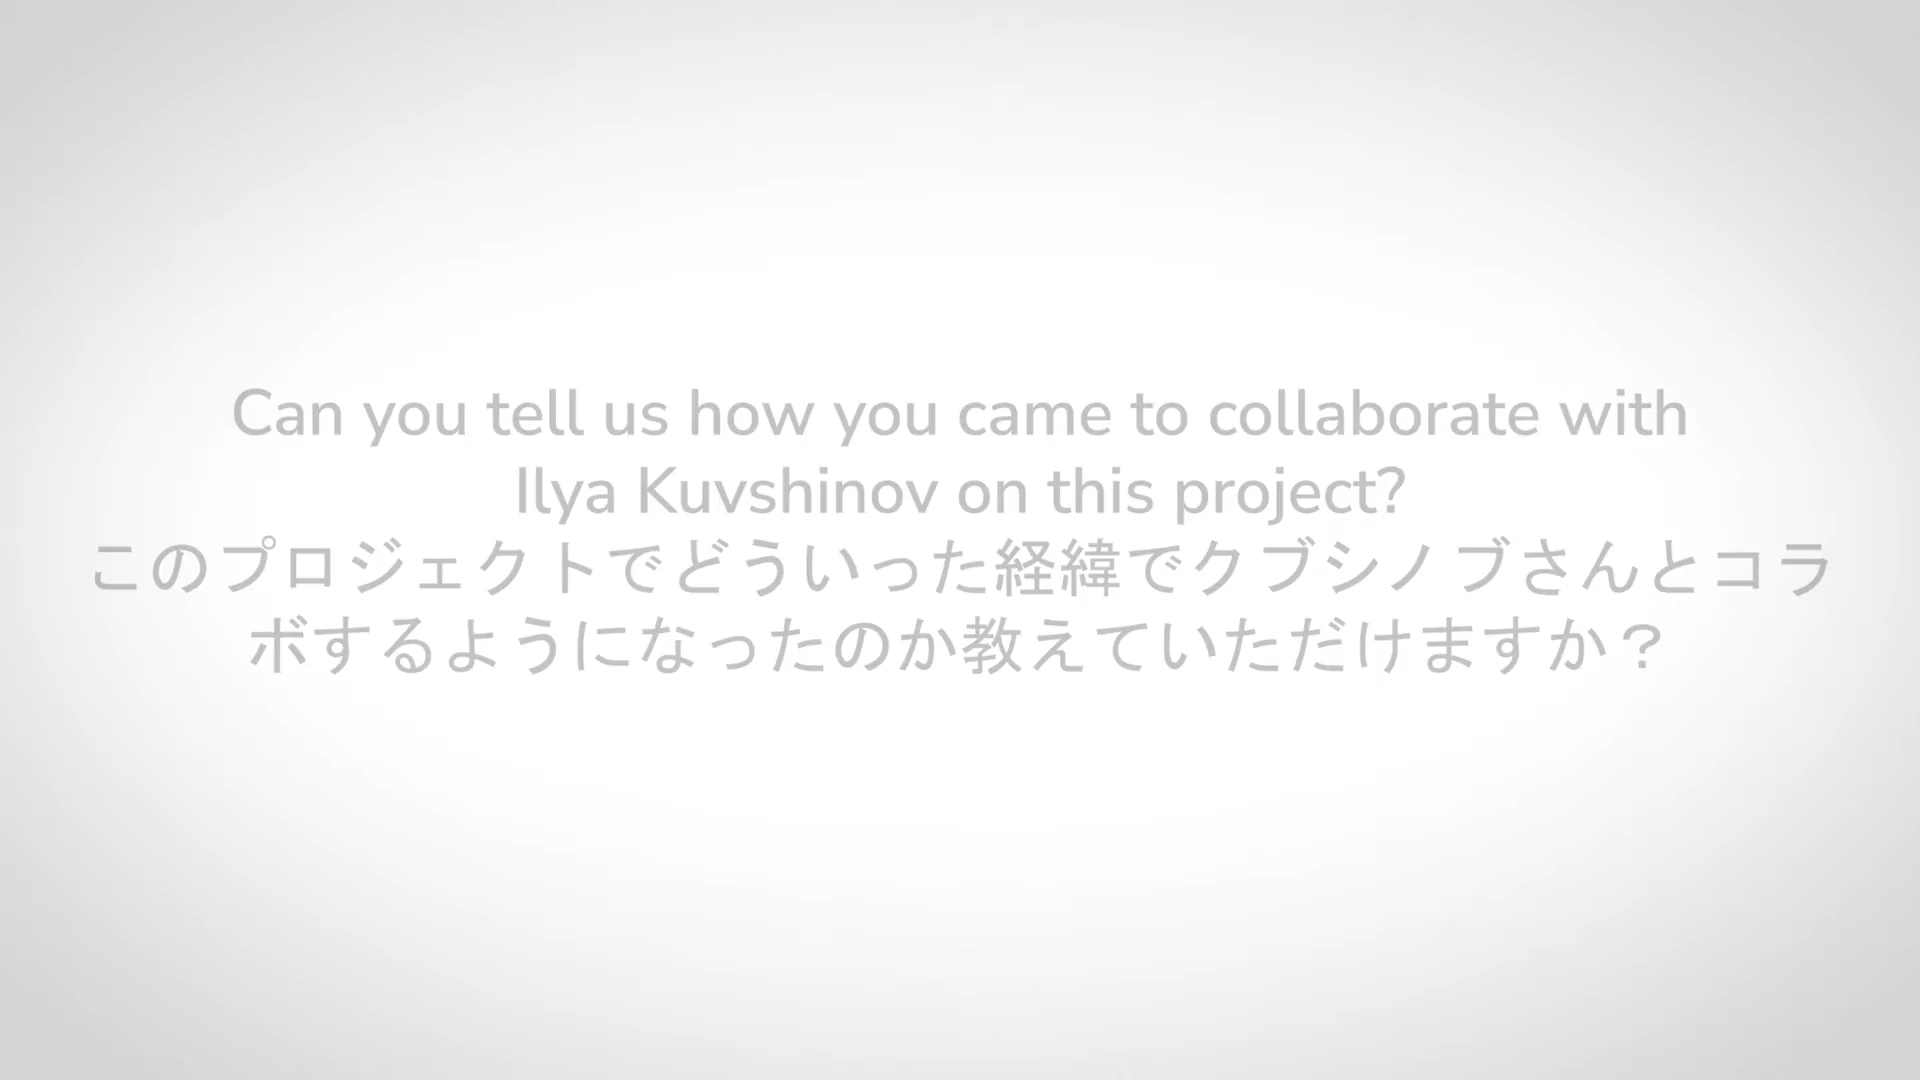 Can you tell us how you came to collaborate with
Ilya Kuvshinov on this project?
このプロジェクトでどういった経緯でクブシノブさんとコラ
ボするようになったのか教えていただけますか？